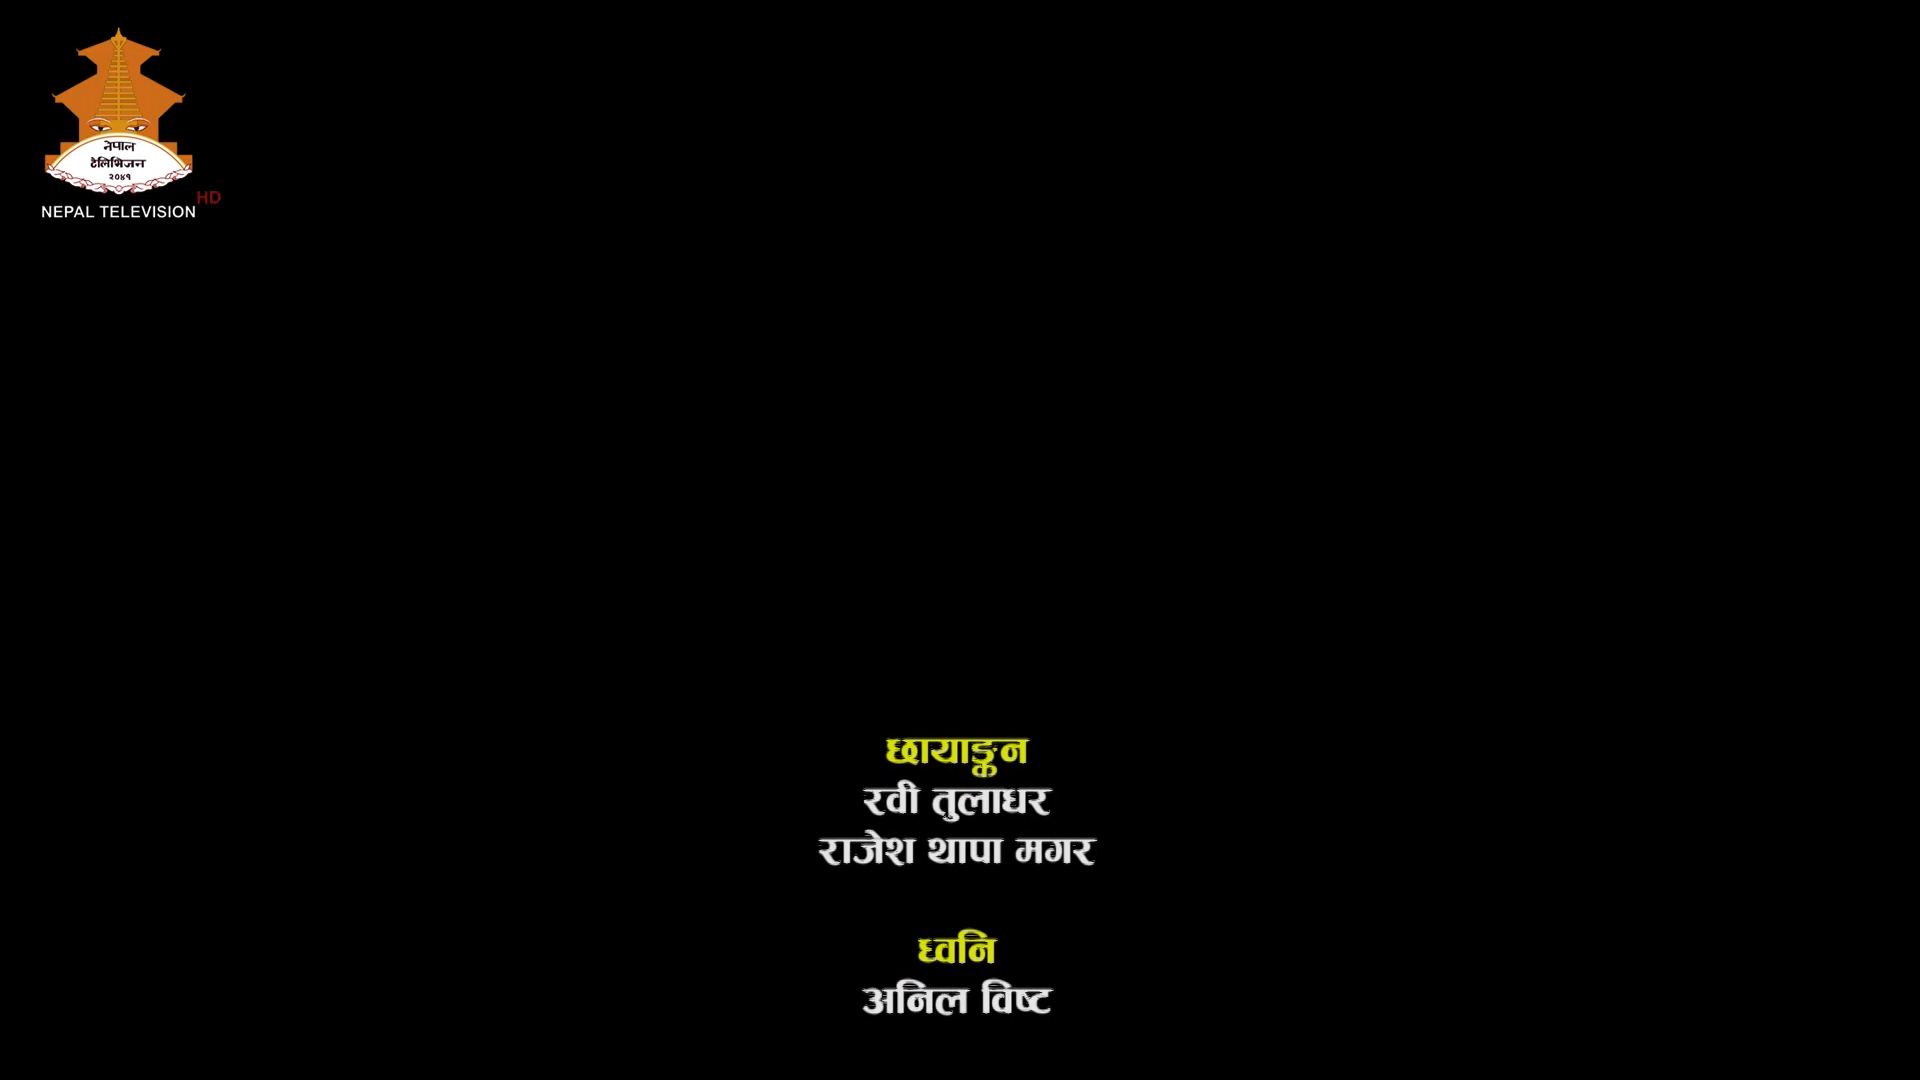 नेपाल
टेलिभिजन
२०४१
HD
NEPAL TELEVISION
छायाङ्कन
रवी तुलाधर
राजेश थापा मगर
ध्वनि
अनिल विष्ट